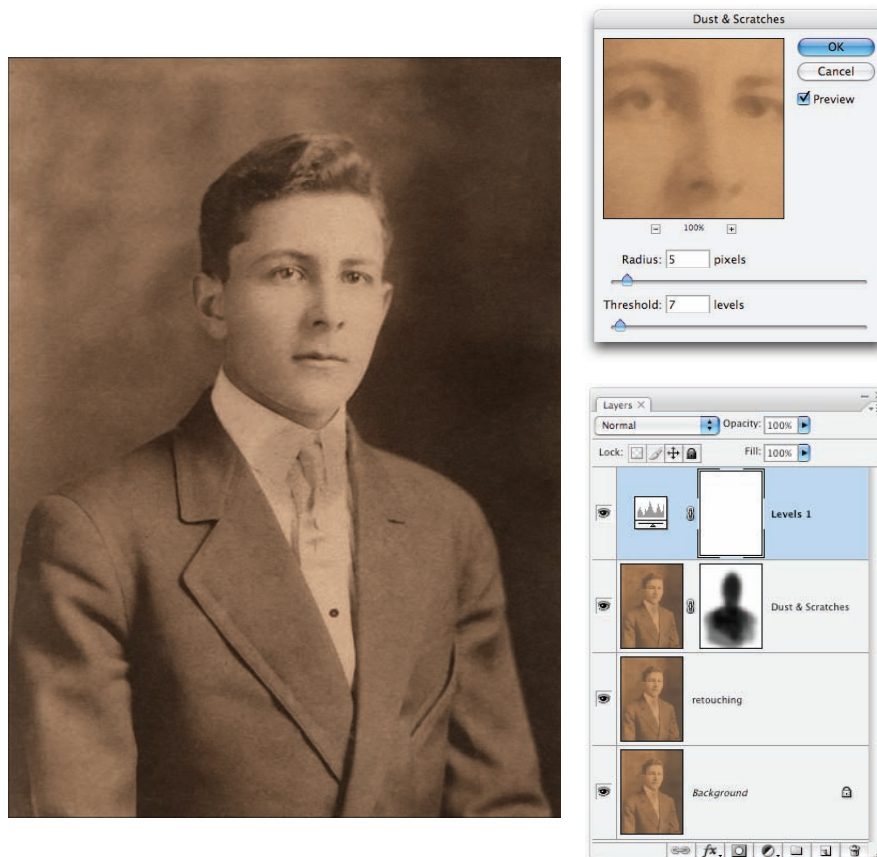 Dust & Scratches
OK
Cancel
Preview
100%
Radius: 5 pixels
Threshold: 7 levels
Layers
Normal Opacity: 100%
Lock: Fill: 100%
Levels 1
Dust & Scratches
retouching
Background
fx